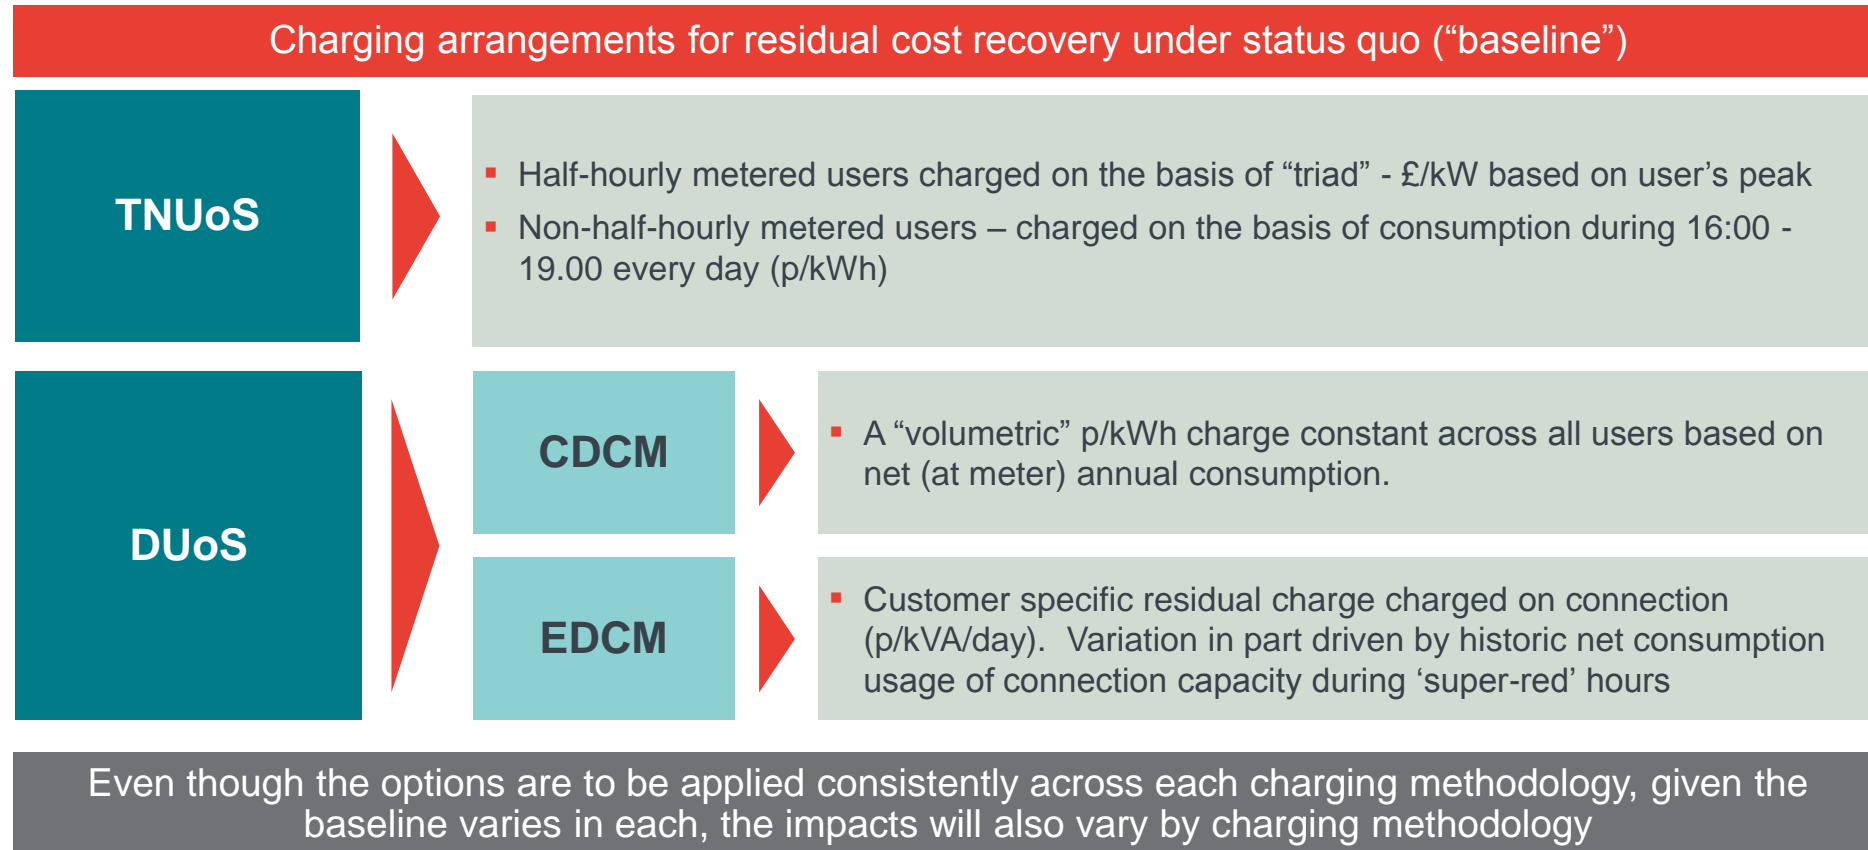 Charging arrangements for residual cost recovery under status quo (“baseline”)
TNUoS
▪ Half-hourly metered users charged on the basis of “triad” - £/kW based on user’s peak
▪ Non-half-hourly metered users – charged on the basis of consumption during 16:00 -
19.00 every day (p/kWh)
DUoS
CDCM
▪ A “volumetric” p/kWh charge constant across all users based on
net (at meter) annual consumption.
EDCM
▪ Customer specific residual charge charged on connection
(p/kVA/day).  Variation in part driven by historic net consumption
usage of connection capacity during ‘super-red’ hours
Even though the options are to be applied consistently across each charging methodology, given the
baseline varies in each, the impacts will also vary by charging methodology